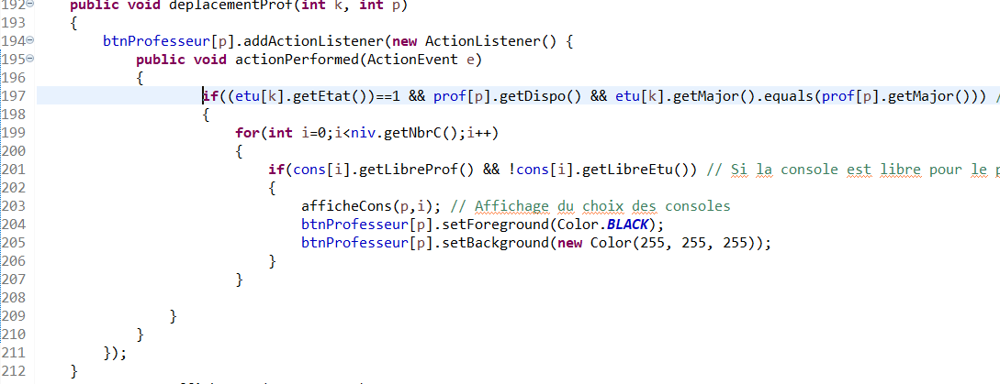 192 public void deplacementProf(int k, int p)
193 {
194 btnProfesseur[p].addActionListener(new ActionListener() {
195 public void actionPerformed(ActionEvent e)
196 {
197 if((etu[k].getEtat())==1 && prof[p].getDispo() && etu[k].getMajor().equals(prof[p].getMajor())) /
198 {
199 for(int i=0;i<niv.getNbrC();i++)
200 {
201 if(cons[i].getLibreProf() && !cons[i].getLibreEtu()) // Si la console est libre pour le p
202 {
203 afficheCons(p,i); // Affichage du choix des consoles
204 btnProfesseur[p].setForeground(Color.BLACK);
205 btnProfesseur[p].setBackground(new Color(255, 255, 255));
206 }
207 }
208
209 }
210 }
211 });
212 }